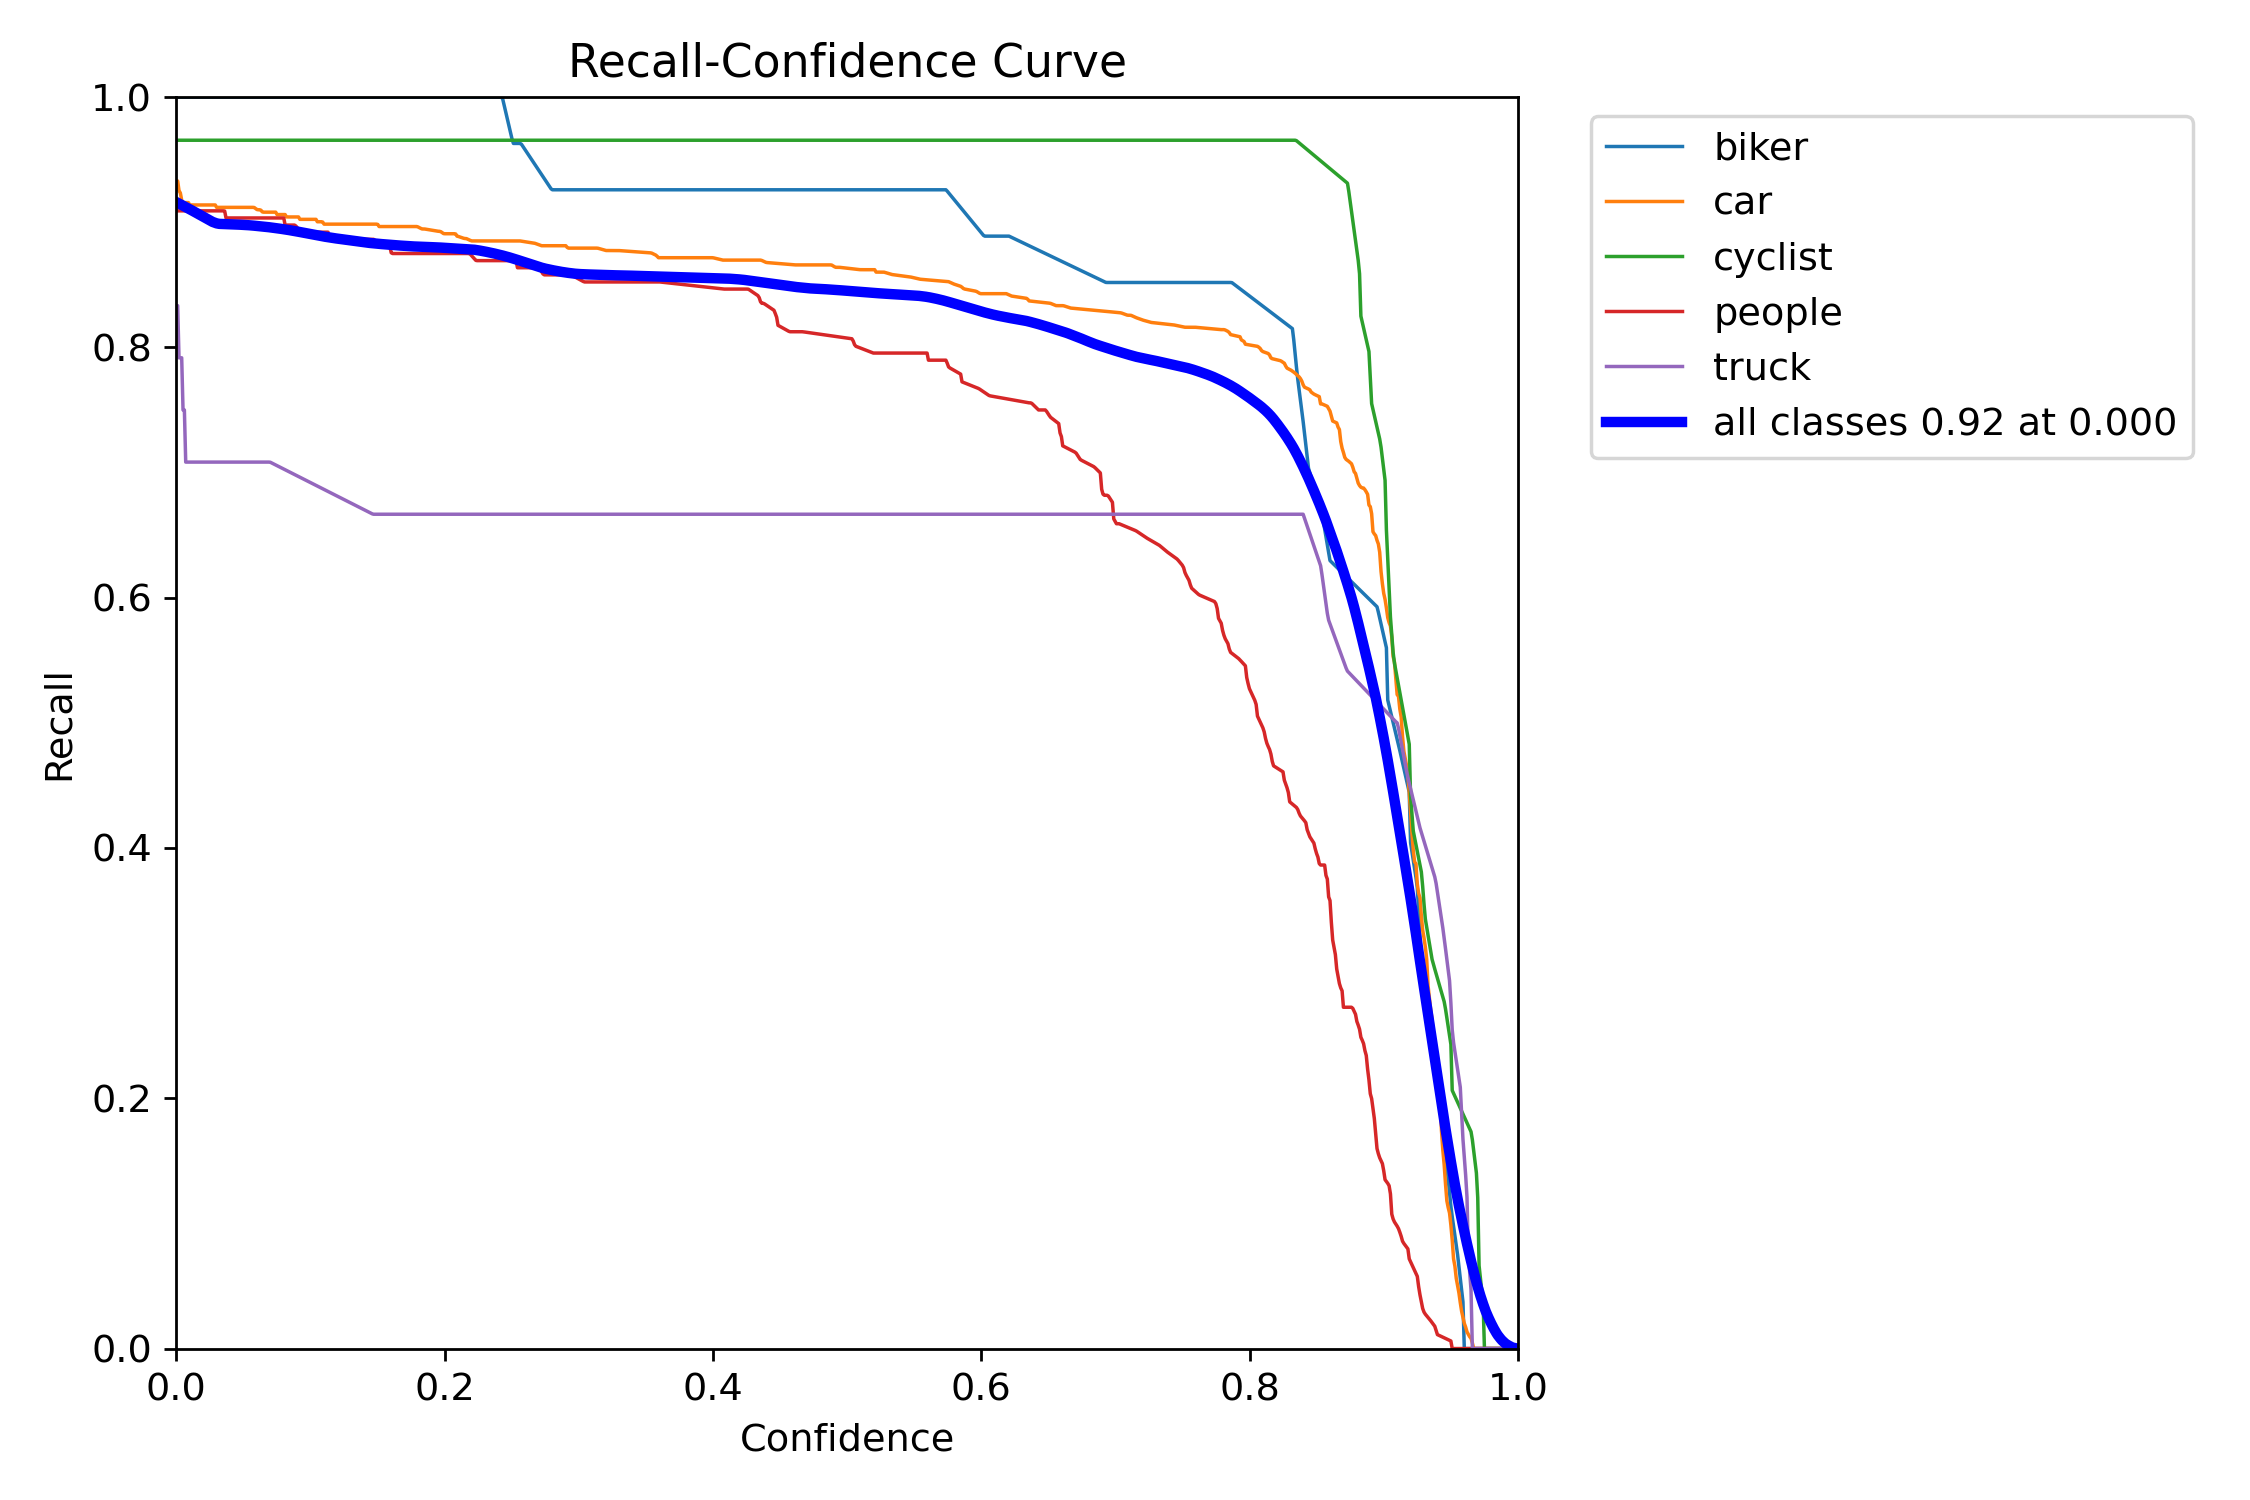 Recall-Confidence Curve
1.0
0.8
0.6
0.4
0.2
0.0
Recall
0.0 0.2 0.4 0.6 0.8 1.0
Confidence
biker
car
cyclist
people
truck
all classes 0.92 at 0.000